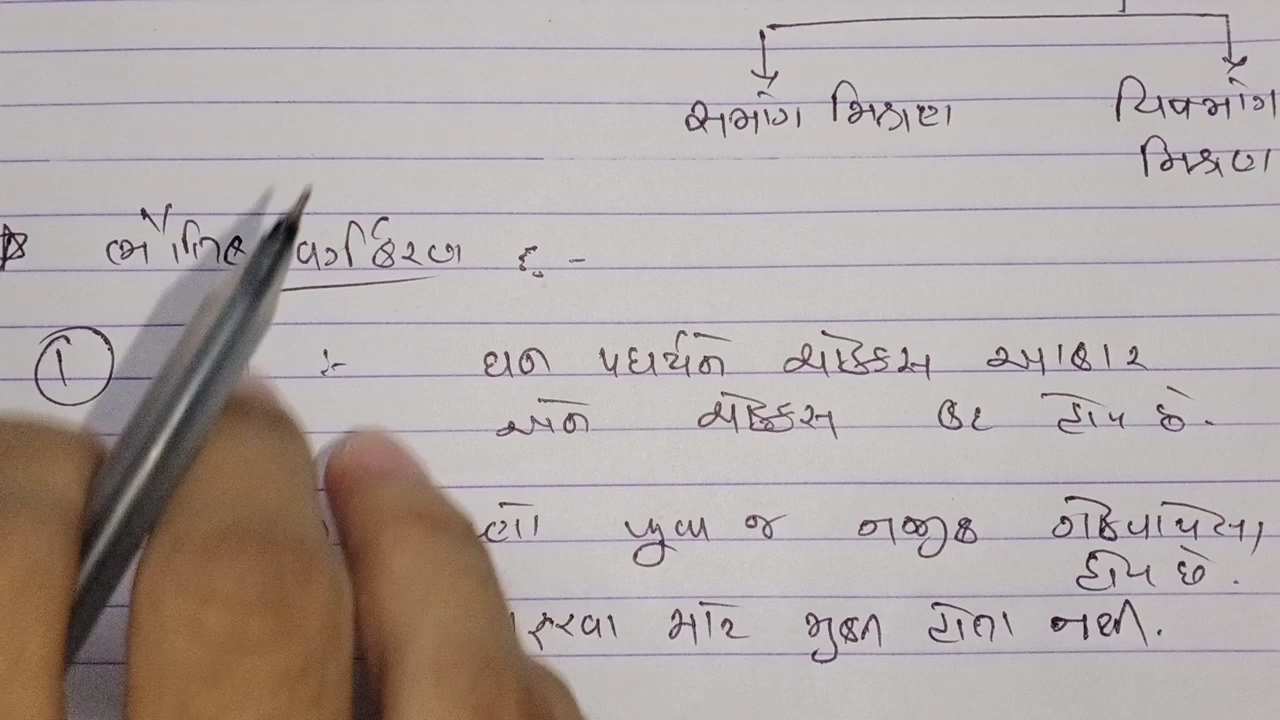 સમાંગ મિશ્રણ વિષમાંગ
મિશ્રણ
ભૌતિક વર્ગીકરણ :-
① :- ઘન પદાર્થને ચોક્કસ આકાર
અને ચોક્કસ કદ હોય છે.
ખુબ જ નજીક ગોઠવાયેલા
હોય છે.
ફરવા માટે મુક્ત હોતા નથી.